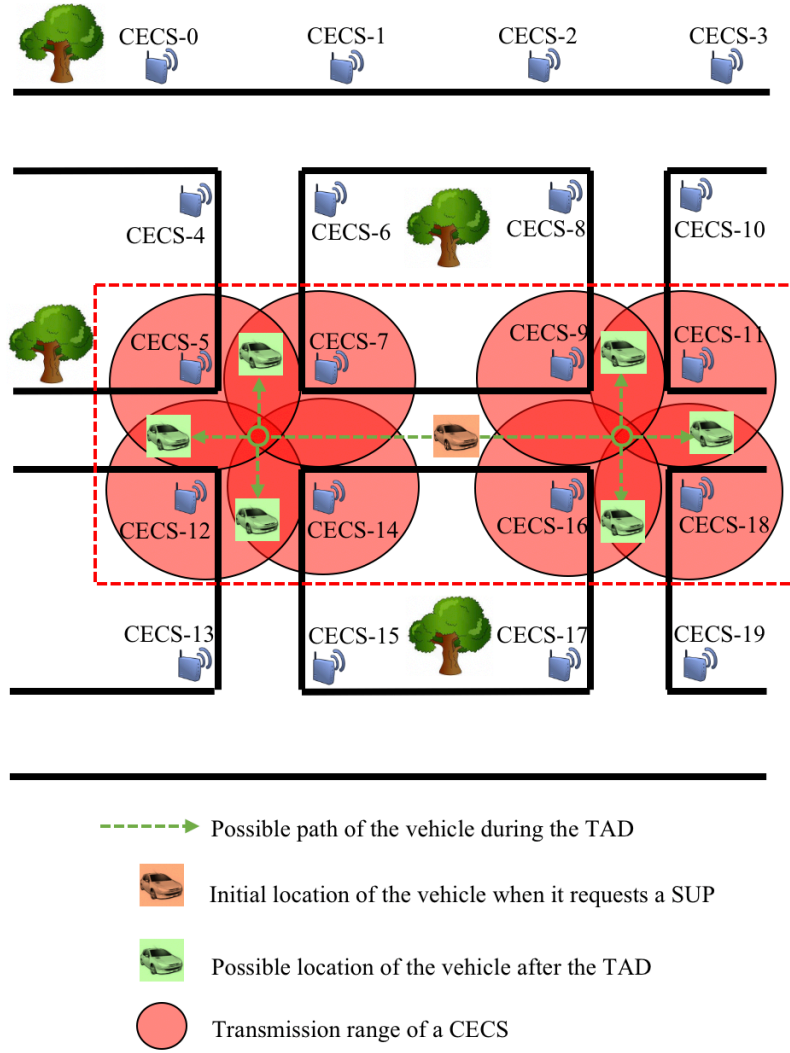 CECS-0 CECS-1 CECS-2 CECS-3
CECS-4 CECS-6 CECS-8 CECS-10
CECS-5 CECS-7 CECS-9 CECS-11
CECS-12 CECS-14 CECS-16 CECS-18
CECS-13 CECS-15 CECS-17 CECS-19
Possible path of the vehicle during the TAD
Initial location of the vehicle when it requests a SUP
Possible location of the vehicle after the TAD
Transmission range of a CECS